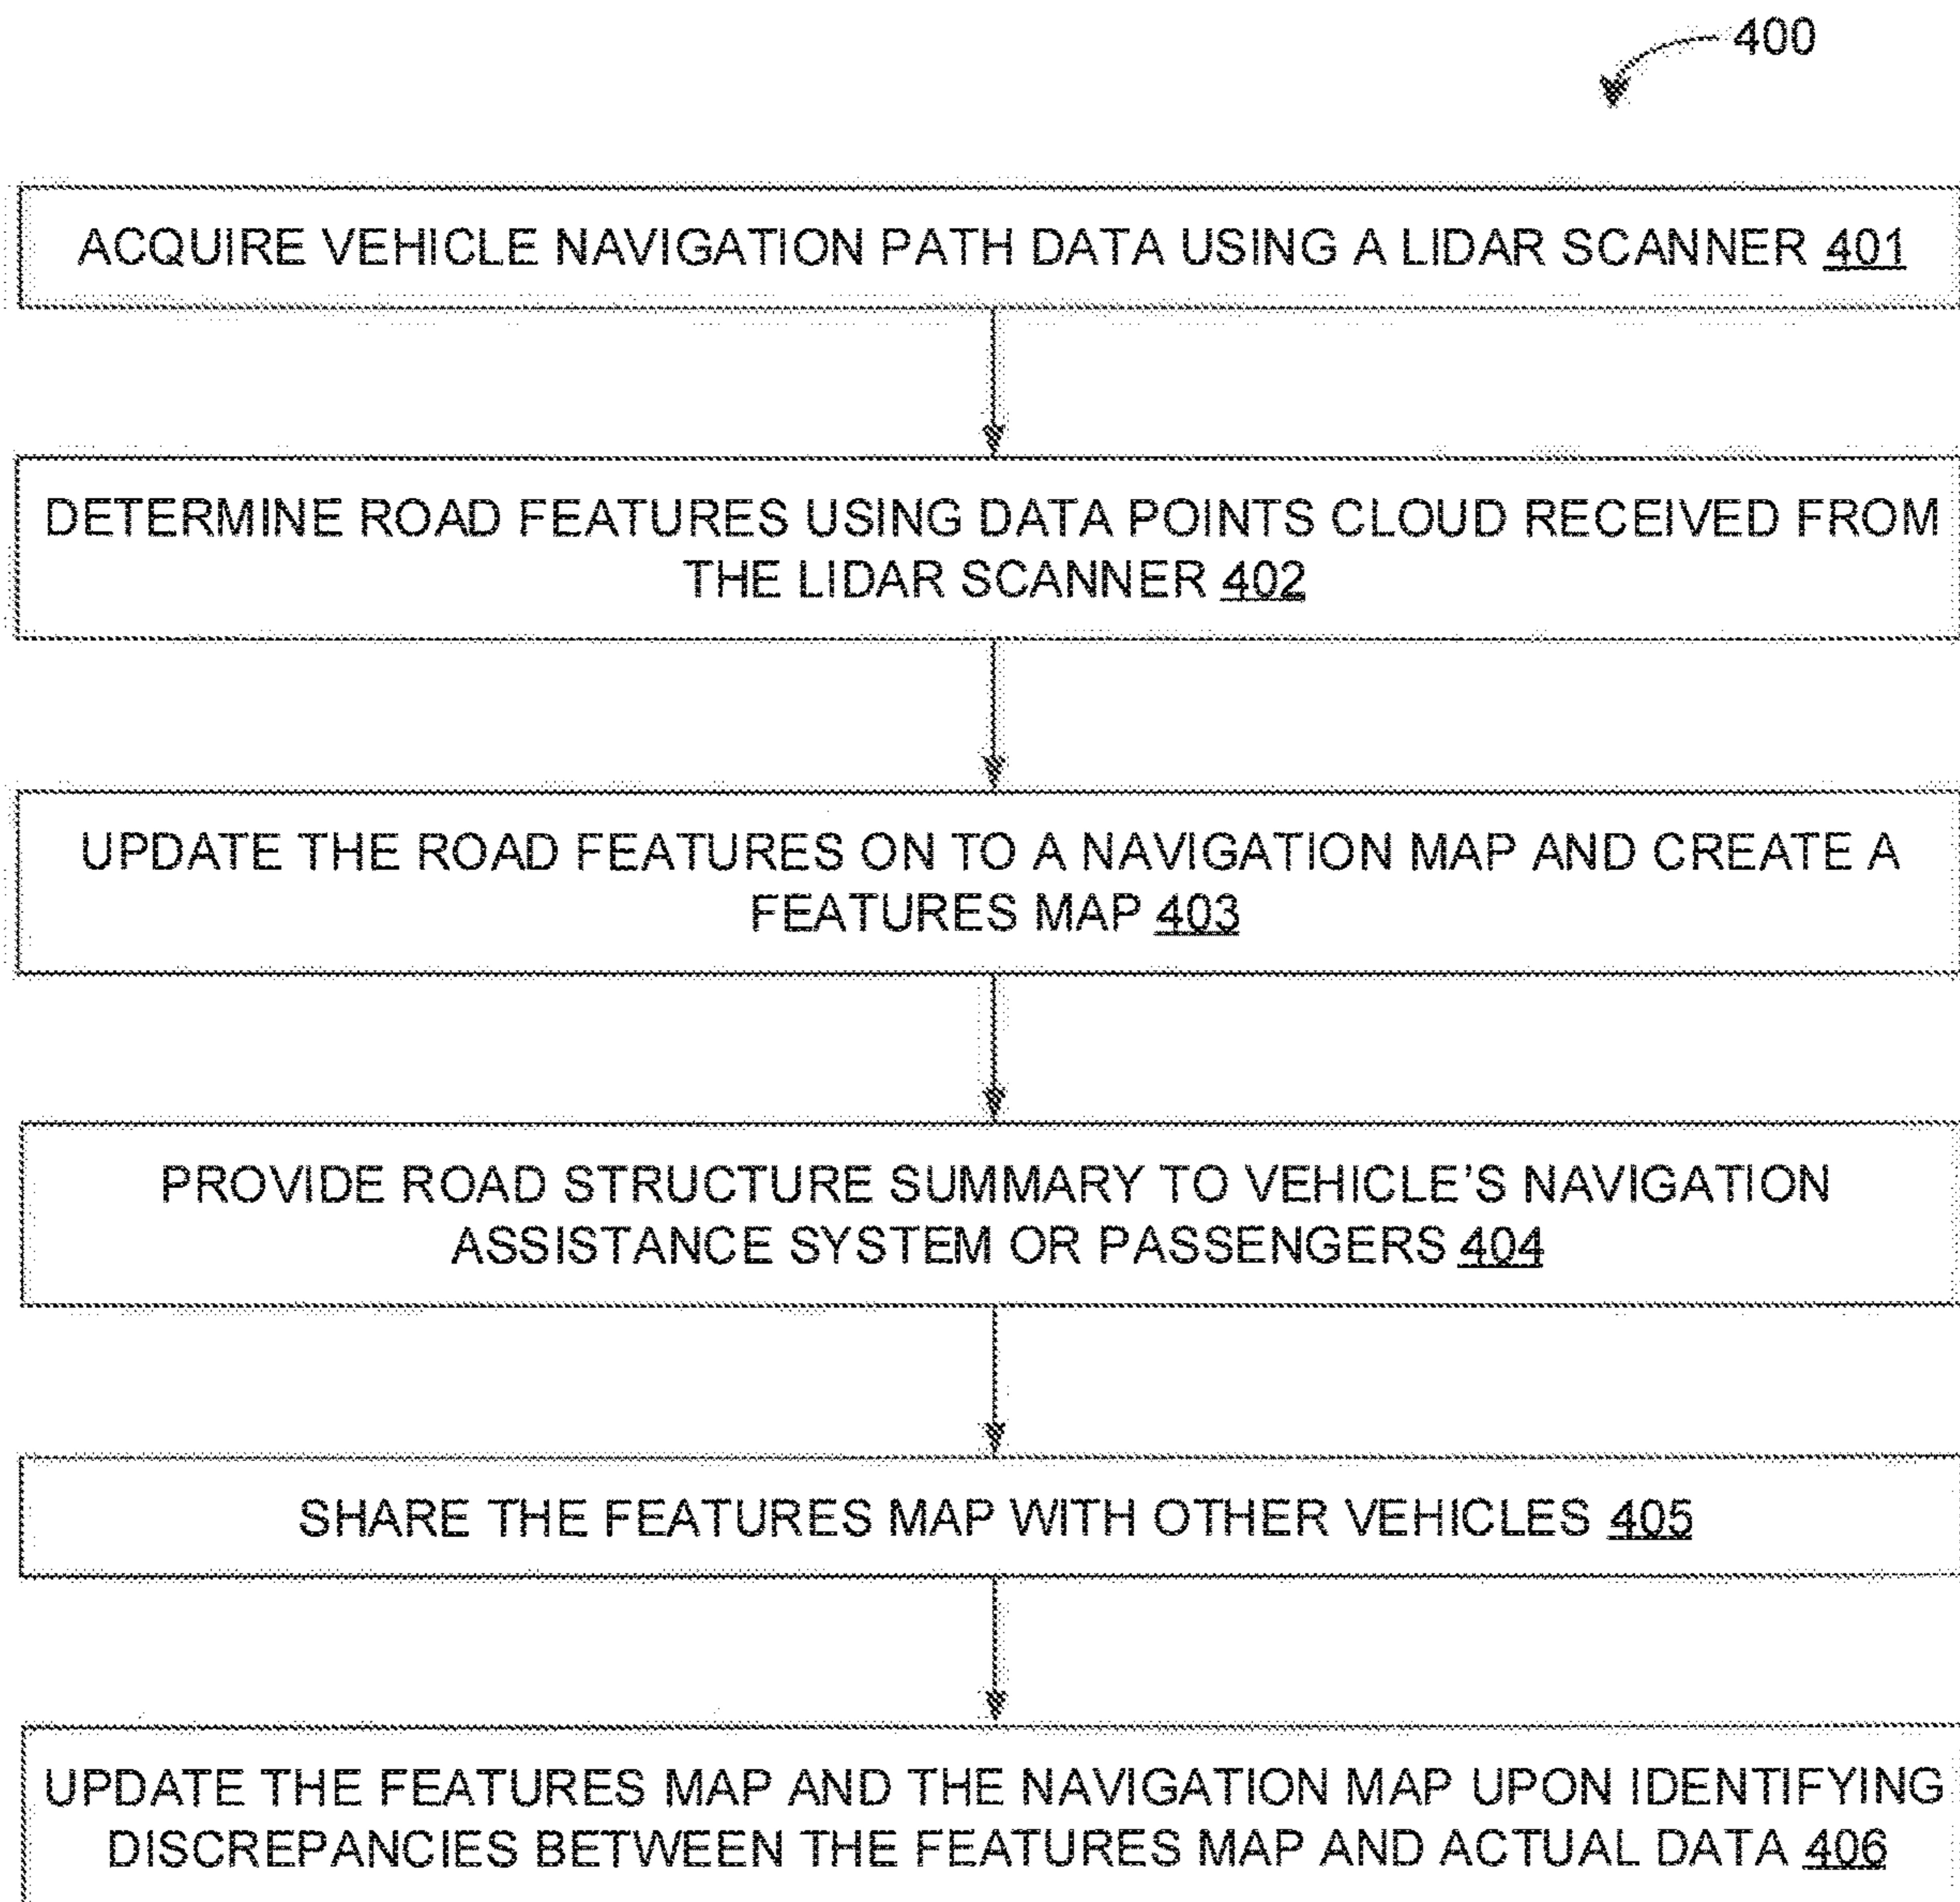 400
ACQUIRE VEHICLE NAVIGATION PATH DATA USING A LIDAR SCANNER 401
DETERMINE ROAD FEATURES USING DATA POINTS CLOUD RECEIVED FROM
THE LIDAR SCANNER 402
UPDATE THE ROAD FEATURES ON TO A NAVIGATION MAP AND CREATE A
FEATURES MAP 403
PROVIDE ROAD STRUCTURE SUMMARY TO VEHICLE'S NAVIGATION
ASSISTANCE SYSTEM OR PASSENGERS 404
SHARE THE FEATURES MAP WITH OTHER VEHICLES 405
UPDATE THE FEATURES MAP AND THE NAVIGATION MAP UPON IDENTIFYING
DISCREPANCIES BETWEEN THE FEATURES MAP AND ACTUAL DATA 406